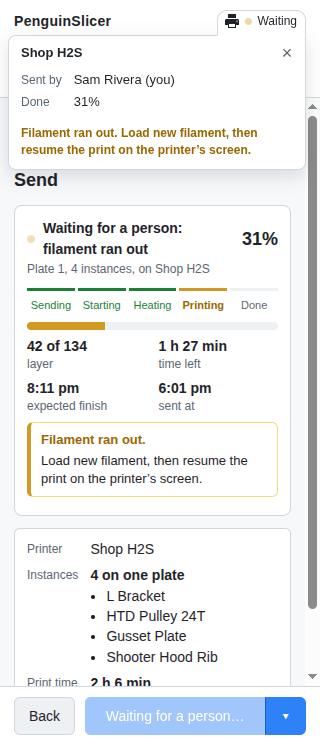 PenguinSlicer
Waiting
Shop H2S
×
Sent by Sam Rivera (you)
Done 31%
Filament ran out. Load new filament, then
resume the print on the printer’s screen.
Send
Waiting for a person:
filament ran out
31%
Plate 1, 4 instances, on Shop H2S
Sending Starting Heating Printing Done
42 of 134 1 h 27 min
layer time left
8:11 pm 6:01 pm
expected finish sent at
Filament ran out.
Load new filament, then resume the
print on the printer’s screen.
Printer Shop H2S
Instances 4 on one plate
• L Bracket
• HTD Pulley 24T
• Gusset Plate
• Shooter Hood Rib
Print time 2 h 6 min
Back Waiting for a person…